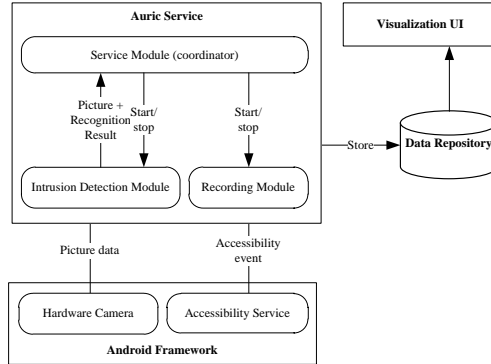 Auric Service
Service Module (coordinator)
Picture +
Recognition
Result
Start/
stop
Start/
stop
Intrusion Detection Module
Recording Module
Visualization UI
Store
Data Repository
Picture data
Accessibility
event
Hardware Camera
Accessibility Service
Android Framework